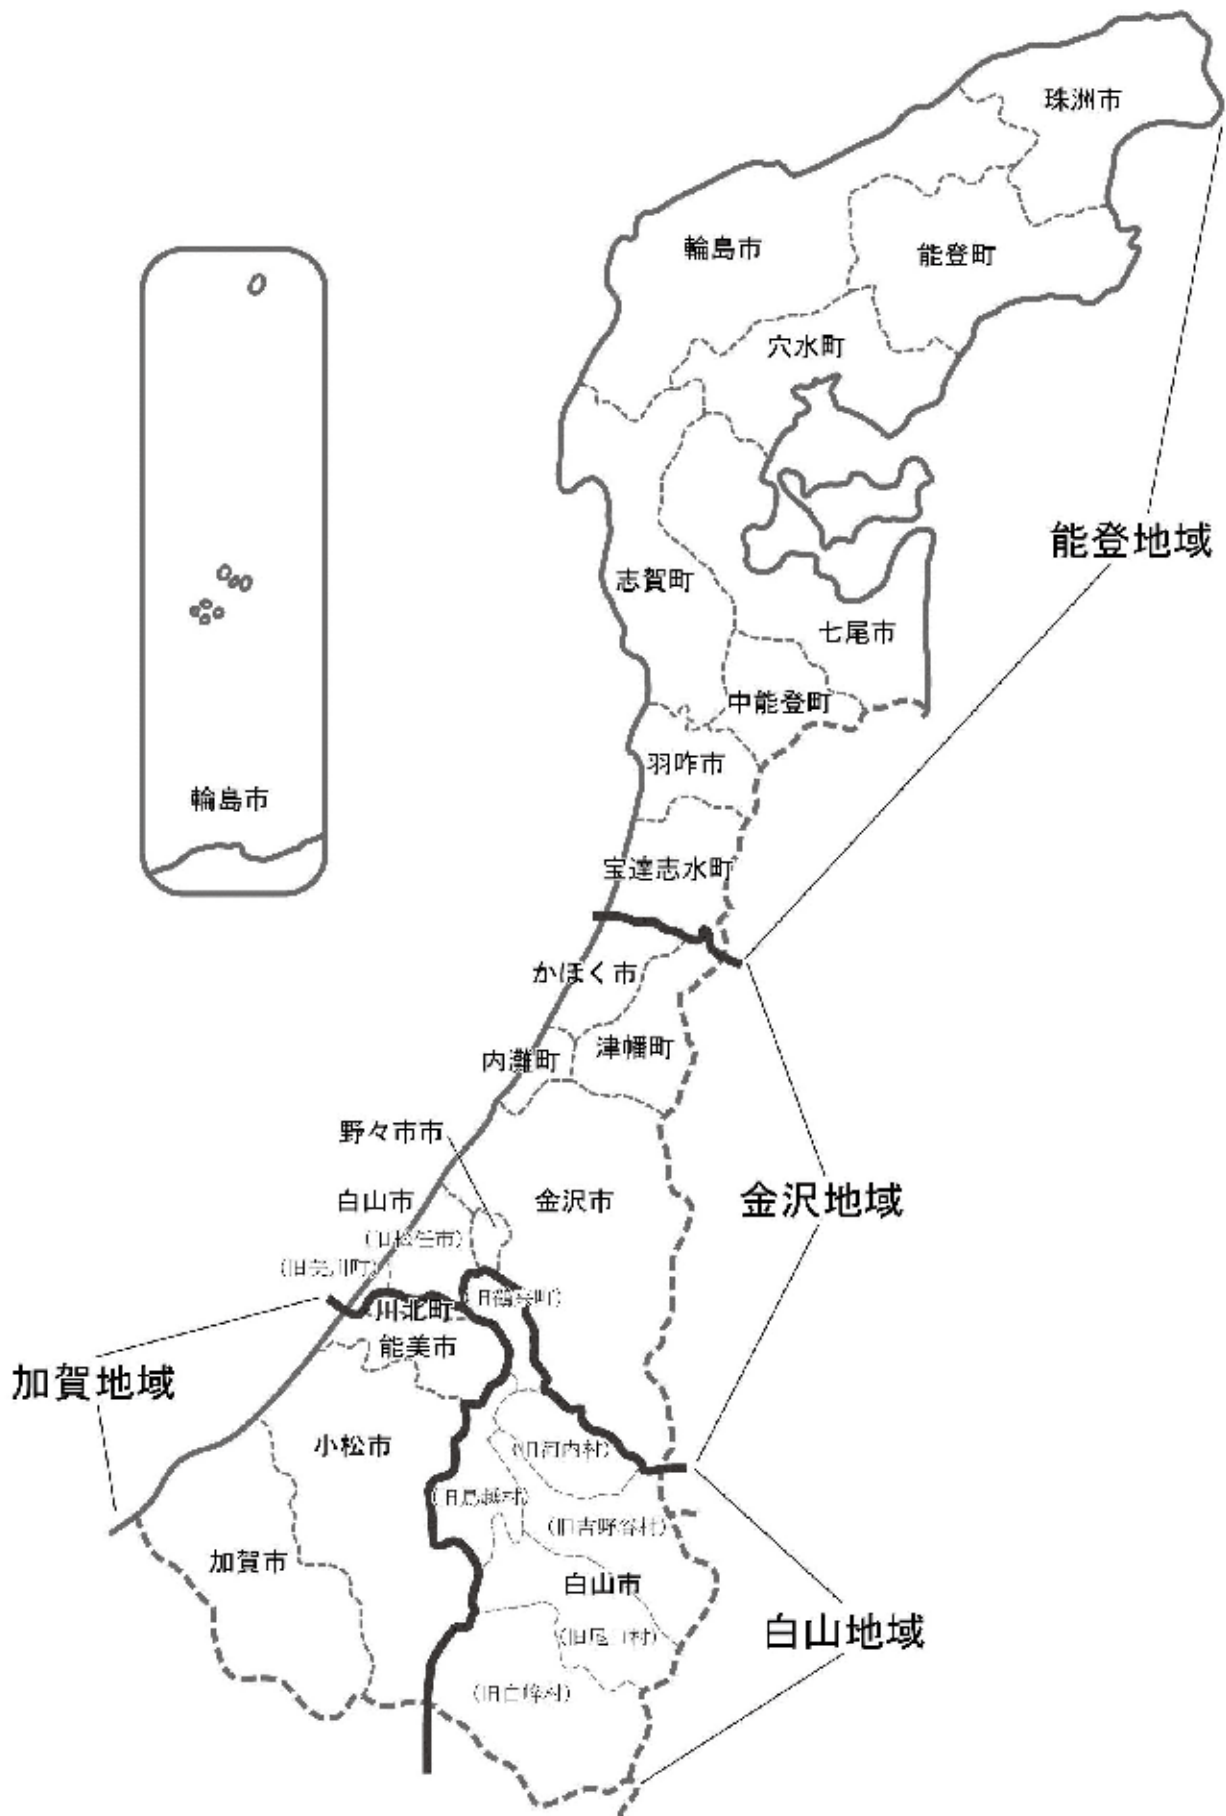 珠洲市
輪島市
能登町
穴水町
能登地域
志賀町
七尾市
中能登町
羽咋市
輪島市
宝達志水町
かほく市
津幡町
内灘町
野々市市
白山市
金沢市
金沢地域
(旧松任市)
(旧美川町)
旧鶴来町)
川北町
能美市
加賀地域
小松市
(旧河内村)
(旧鳥越村)
(旧吉野谷村)
加賀市
白山市
白山地域
(旧尾口村)
(旧白峰村)